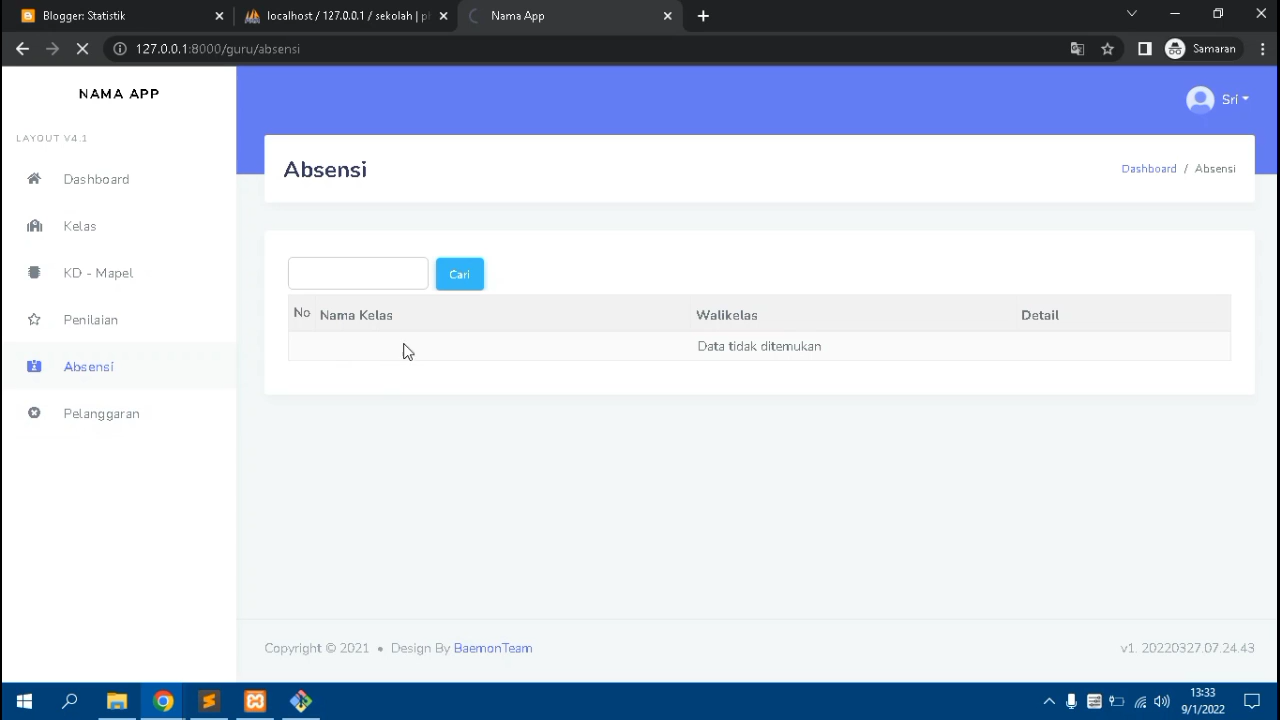 Blogger: Statistik
localhost / 127.0.0.1 / sekolah | pl
Nama App
127.0.0.1:8000/guru/absensi
Samaran
NAMA APP
Sri
LAYOUT V4.1
Dashboard
Kelas
KD - Mapel
Penilaian
Absensi
Pelanggaran
Absensi
Dashboard / Absensi
Cari
No Nama Kelas Walikelas Detail
Data tidak ditemukan
Copyright © 2021 • Design By BaemonTeam
v1. 20220327.07.24.43
13:33
9/1/2022